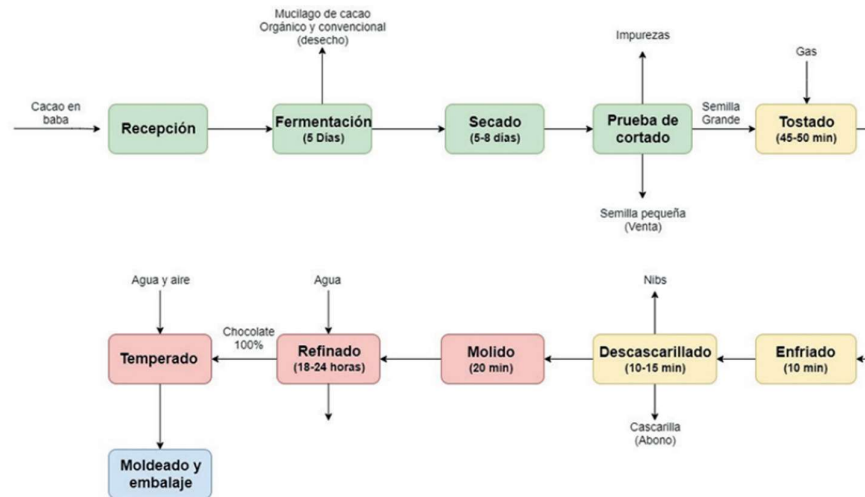 Mucilago de cacao
Orgánico y convencional
(desecho)
Impurezas
Gas
Cacao en
baba
Recepción
Fermentación
(5 Días)
Secado
(5-8 días)
Prueba de
cortado
Semilla
Grande
Tostado
(45-50 min)
Semilla pequeña
(Venta)
Agua y aire
Agua
Nibs
Temperado
Chocolate
100%
Refinado
(18-24 horas)
Molido
(20 min)
Descascarillado
(10-15 min)
Enfriado
(10 min)
Cascarilla
(Abono)
Moldeado y
embalaje